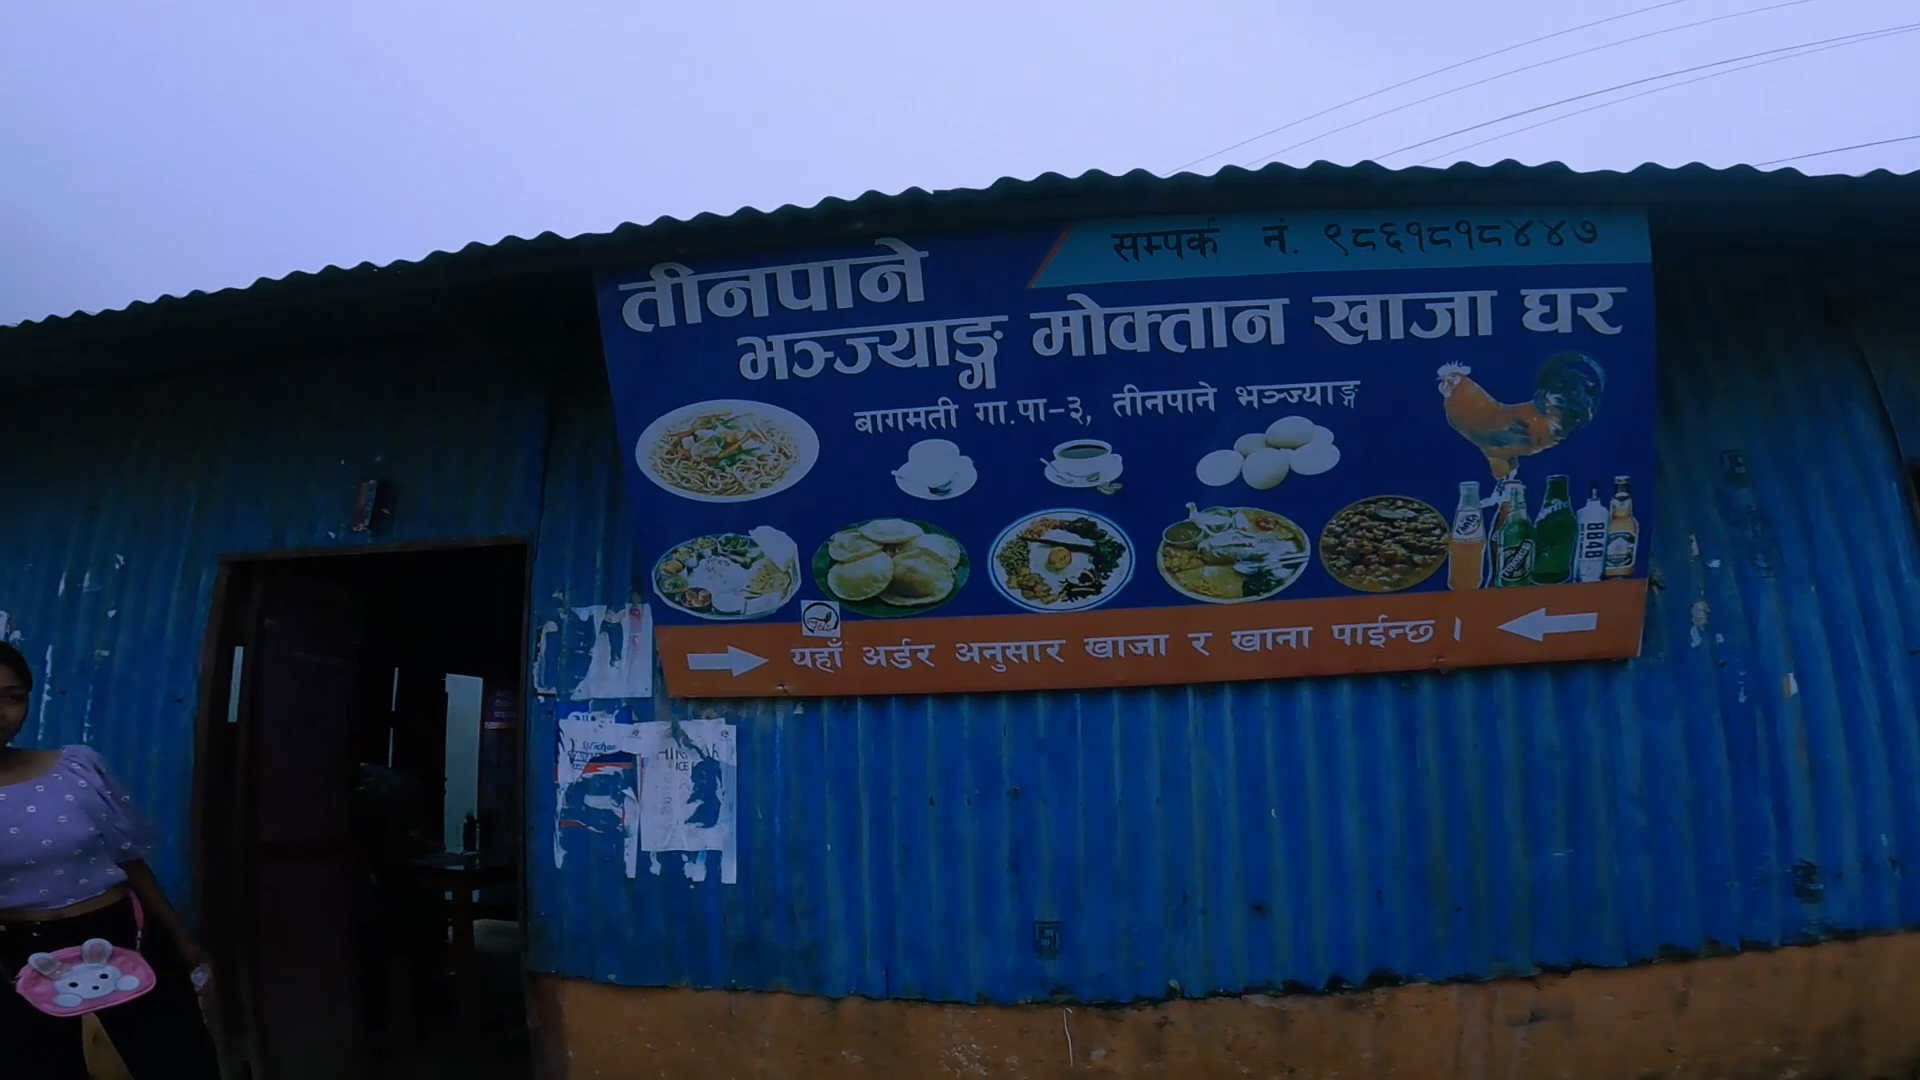 सम्पर्क नं. ९८६१८१८४४७
तीनपाने
भञ्ज्याङ्ग मोक्तान खाजा घर
बागमती गा.पा-३, तीनपाने भञ्ज्याङ्ग
यहाँ अर्डर अनुसार खाजा र खाना पाईन्छ ।